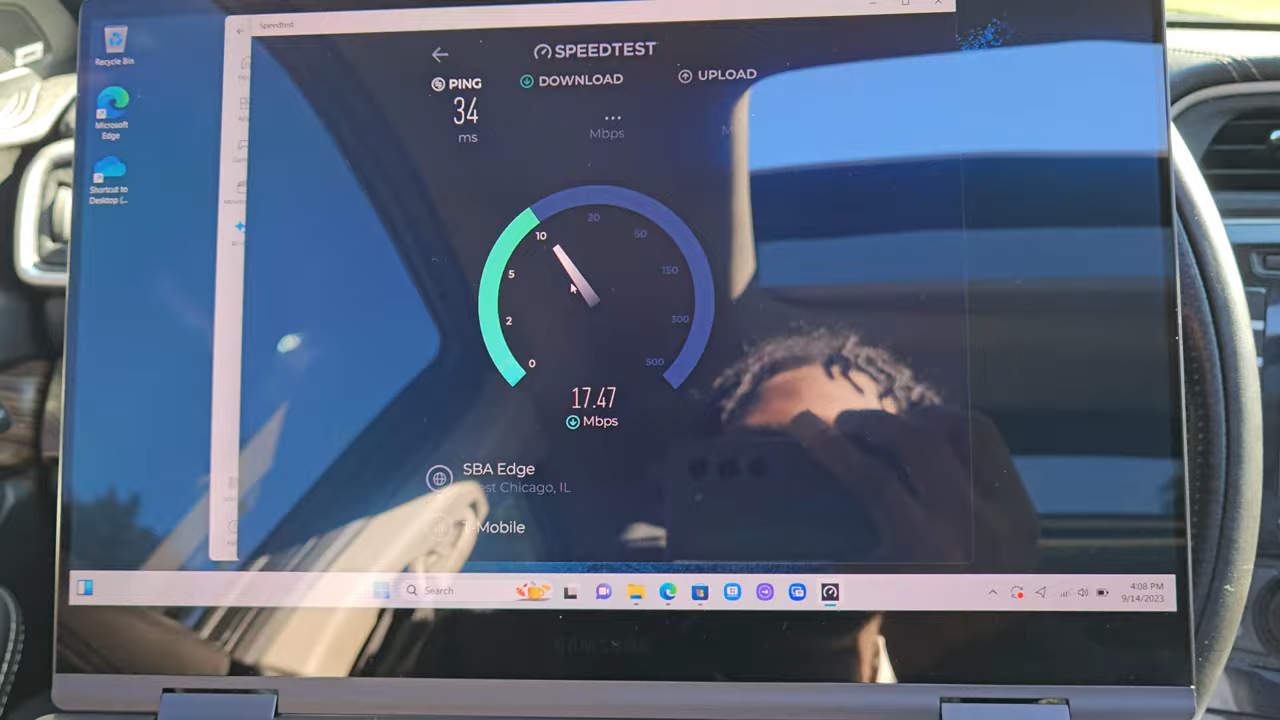 Speedtest
Recycle Bin
Microsoft
Edge
Shortcut to
Desktop (...
SPEEDTEST
PING
DOWNLOAD
UPLOAD
34
ms
...
Mbps
M
0
2
5
10
20
50
150
300
500
17.47
Mbps
SBA Edge
est Chicago, IL
T-Mobile
Search
4:08 PM
9/14/2023